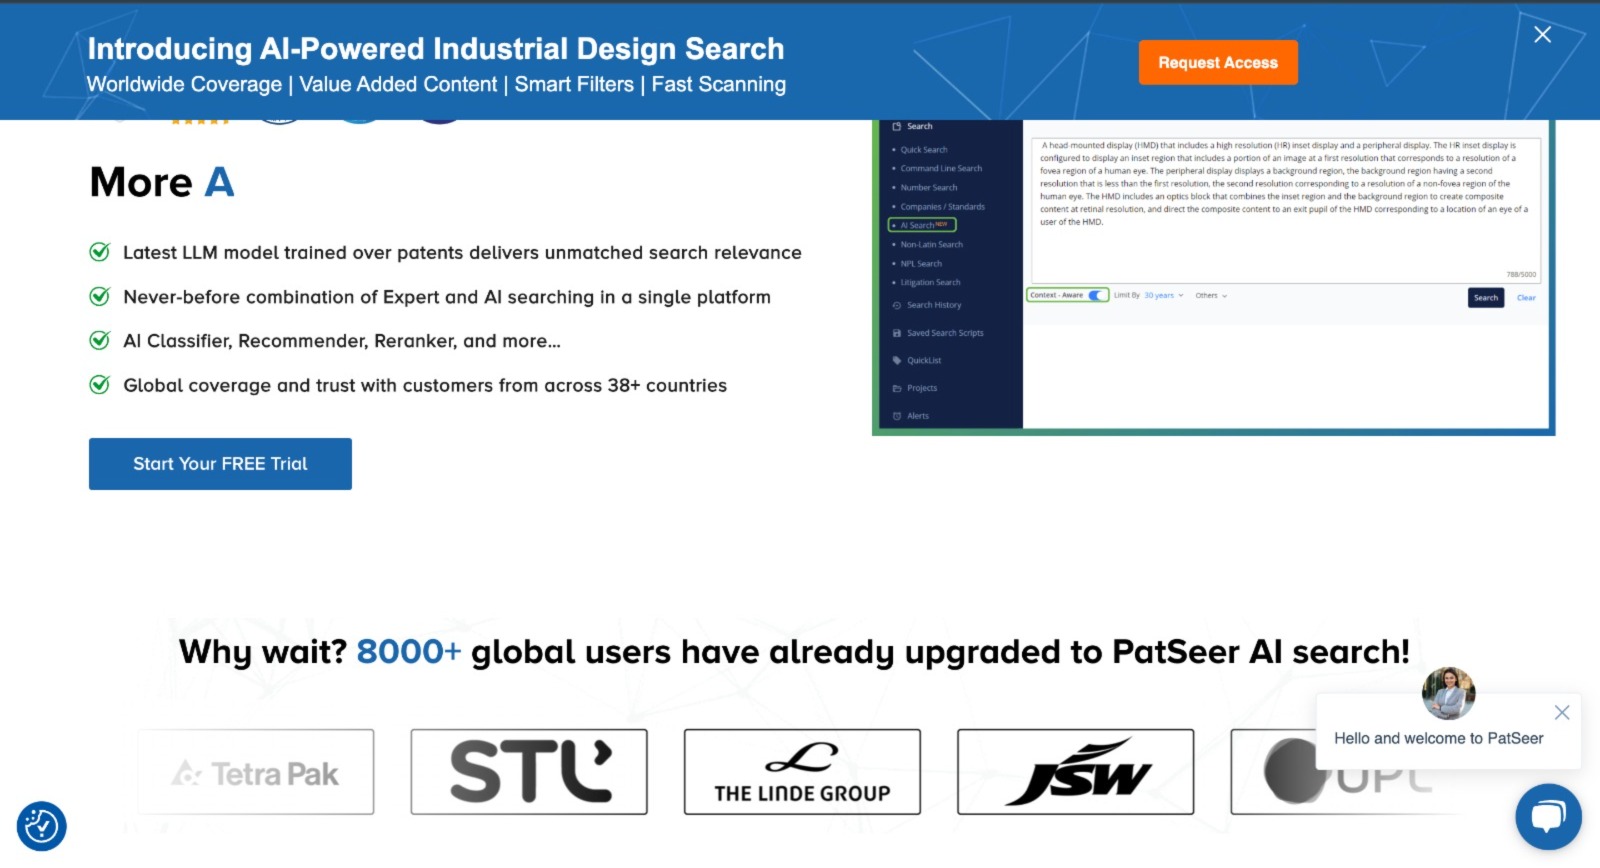 Introducing AI-Powered Industrial Design Search
Worldwide Coverage | Value Added Content | Smart Filters | Fast Scanning
Request Access
More A
Latest LLM model trained over patents delivers unmatched search relevance
Never-before combination of Expert and AI searching in a single platform
AI Classifier, Recommender, Reranker, and more...
Global coverage and trust with customers from across 38+ countries
Start Your FREE Trial
Search
Quick Search
Command Line Search
Number Search
Companies / Standards
AI Search NEW
Non-Latin Search
NPL Search
Litigation Search
Search History
Saved Search Scripts
QuickList
Projects
Alerts
A head mounted display (HMD) that includes a high resolution (HR) inset display and a peripheral display. The HR inset display is
configured to display an inset region that includes a portion of an image at a first resolution that corresponds to a resolution of a
fovea region of a human eye. The peripheral display displays a background region, the background region having a second
resolution that is less than the first resolution, the second resolution corresponding to a resolution of a non-fovea region of the
human eye. The HMD includes an optics block that combines the inset region and the background region to create composite
content at retinal resolution, and direct the composite content to an exit pupil of the HMD corresponding to a location of an eye of a
user of the HMD.
788/5000
Context - Aware Limit By 30 years Others Search Clear
Why wait? 8000+ global users have already upgraded to PatSeer AI search!
Tetra Pak
STL
THE LINDE GROUP
JSW
UPL
Hello and welcome to PatSeer